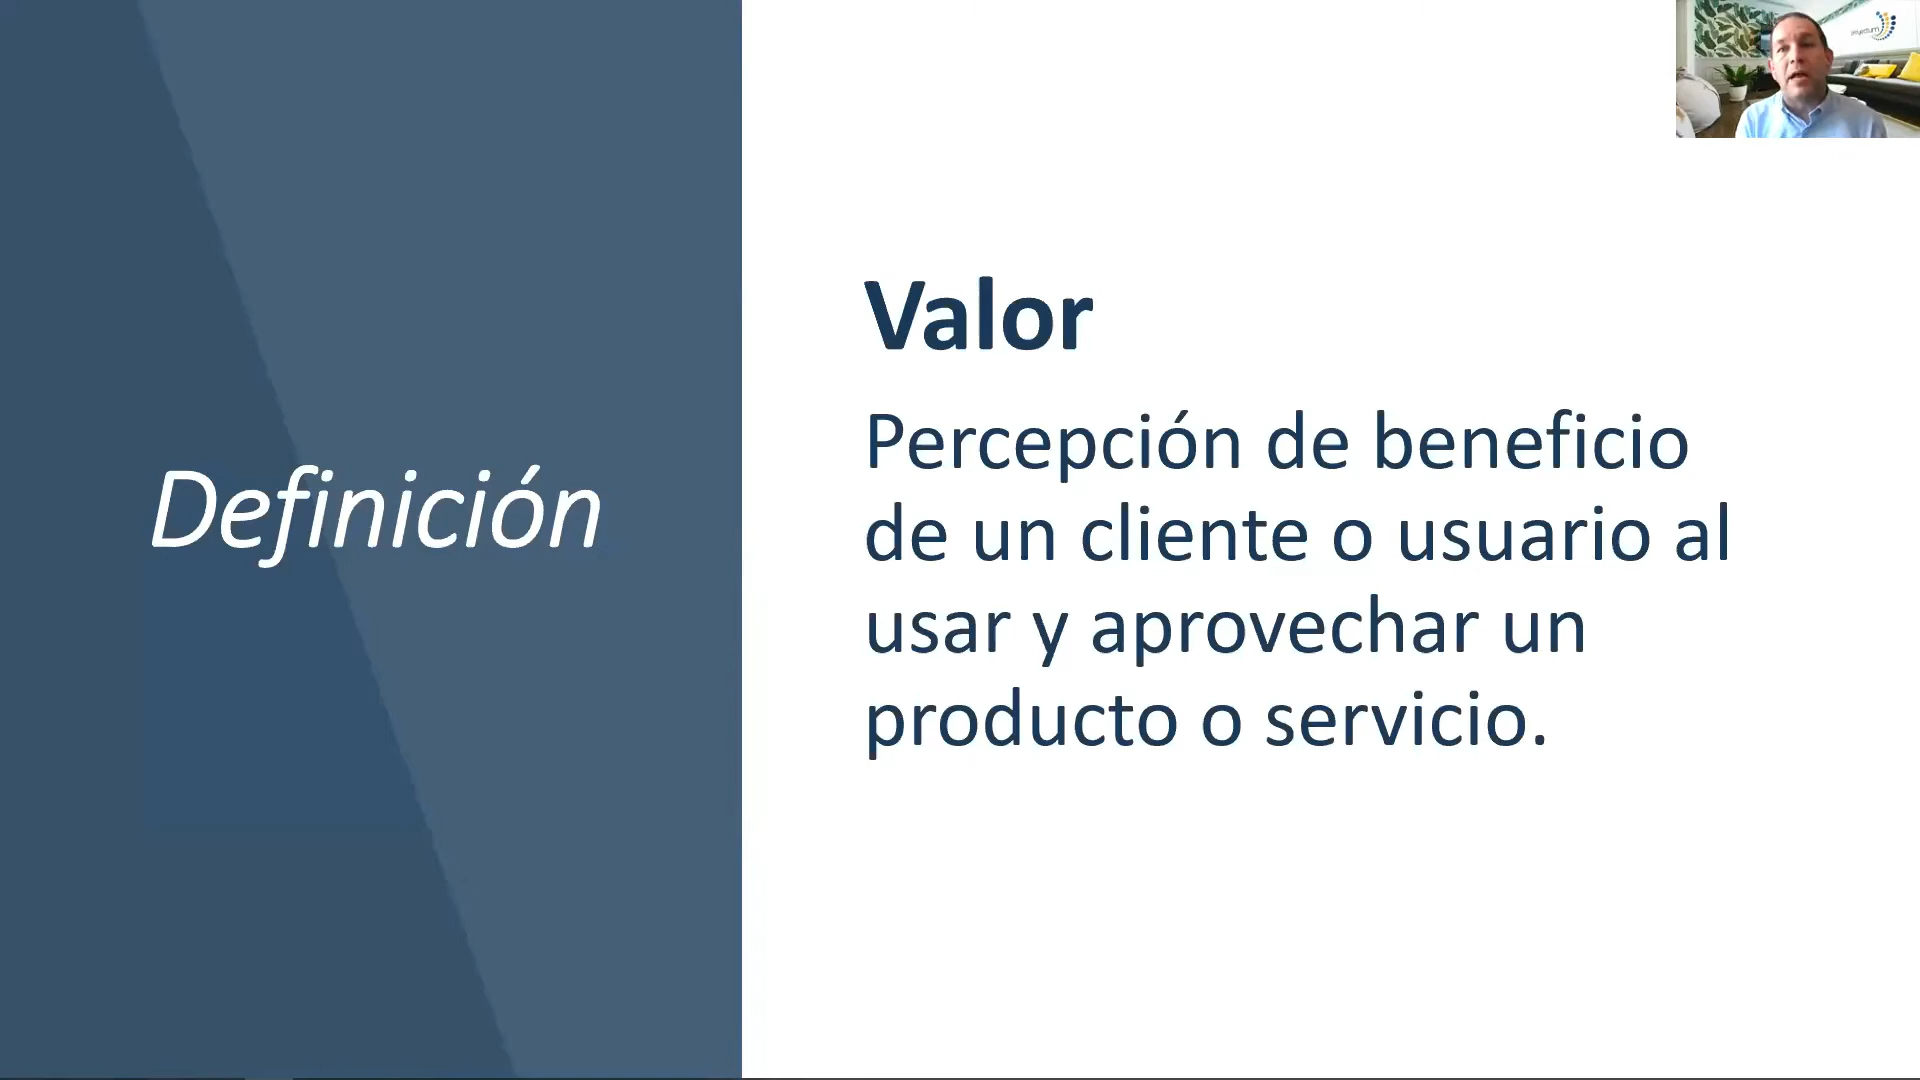 Definición
Valor
Percepción de beneficio
de un cliente o usuario al
usar y aprovechar un
producto o servicio.